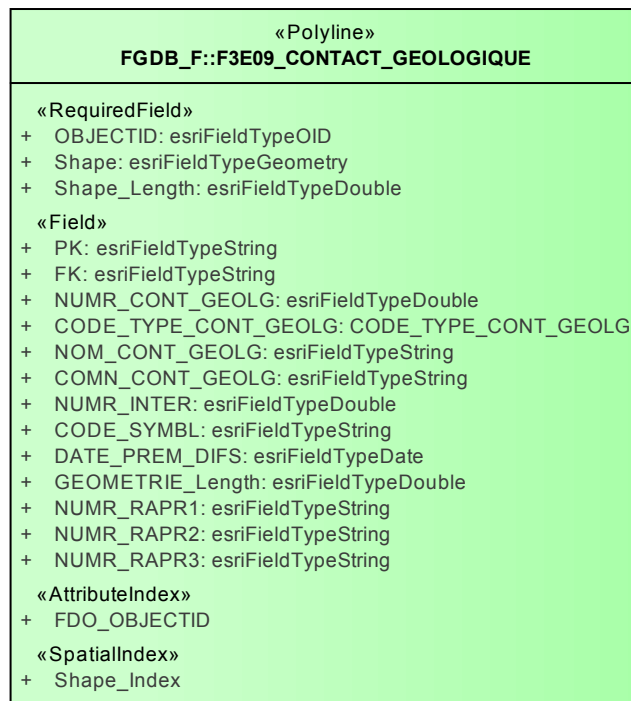 «Polyline»
FGDB_F::F3E09_CONTACT_GEOLOGIQUE
«RequiredField»
+ OBJECTID: esriFieldTypeOID
+ Shape: esriFieldTypeGeometry
+ Shape_Length: esriFieldTypeDouble
«Field»
+ PK: esriFieldTypeString
+ FK: esriFieldTypeString
+ NUMR_CONT_GEOLG: esriFieldTypeDouble
+ CODE_TYPE_CONT_GEOLG: CODE_TYPE_CONT_GEOLG
+ NOM_CONT_GEOLG: esriFieldTypeString
+ COMN_CONT_GEOLG: esriFieldTypeString
+ NUMR_INTER: esriFieldTypeDouble
+ CODE_SYMBL: esriFieldTypeString
+ DATE_PREM_DIFS: esriFieldTypeDate
+ GEOMETRIE_Length: esriFieldTypeDouble
+ NUMR_RAPR1: esriFieldTypeString
+ NUMR_RAPR2: esriFieldTypeString
+ NUMR_RAPR3: esriFieldTypeString
«AttributeIndex»
+ FDO_OBJECTID
«SpatialIndex»
+ Shape_Index